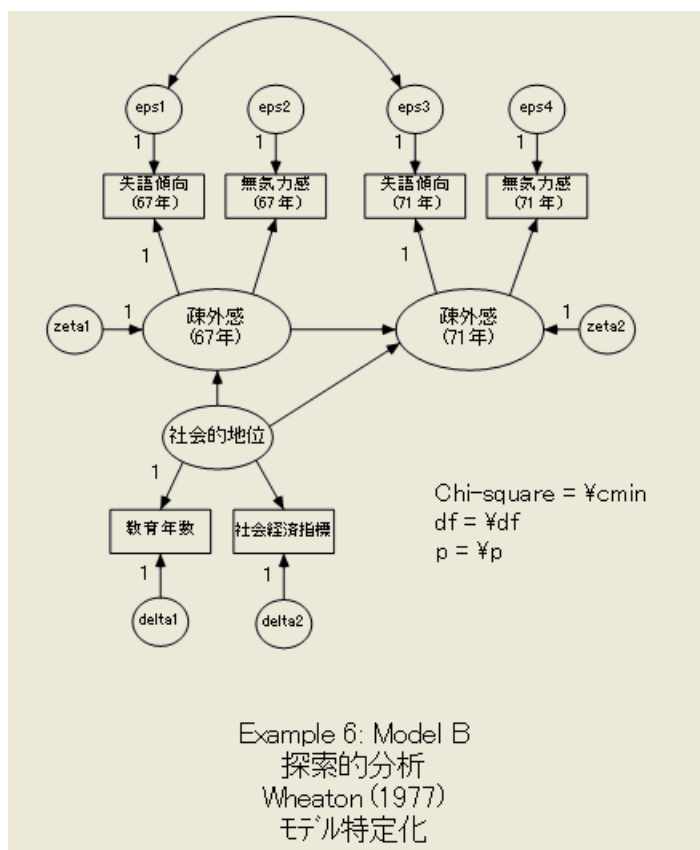 eps1 eps2 eps3 eps4
1 1 1 1
失語傾向 無気力感 失語傾向 無気力感
(67年) (67年) (71年) (71年)
1 1
疎外感 疎外感
(67年) (71年)
zeta1 1 1 zeta2
社会的地位
1
教育年数 社会経済指標
1 1
delta1 delta2
Chi-square = ¥cmin
df = ¥df
p = ¥p
Example 6: Model B
探索的分析
Wheaton (1977)
モデル特定化